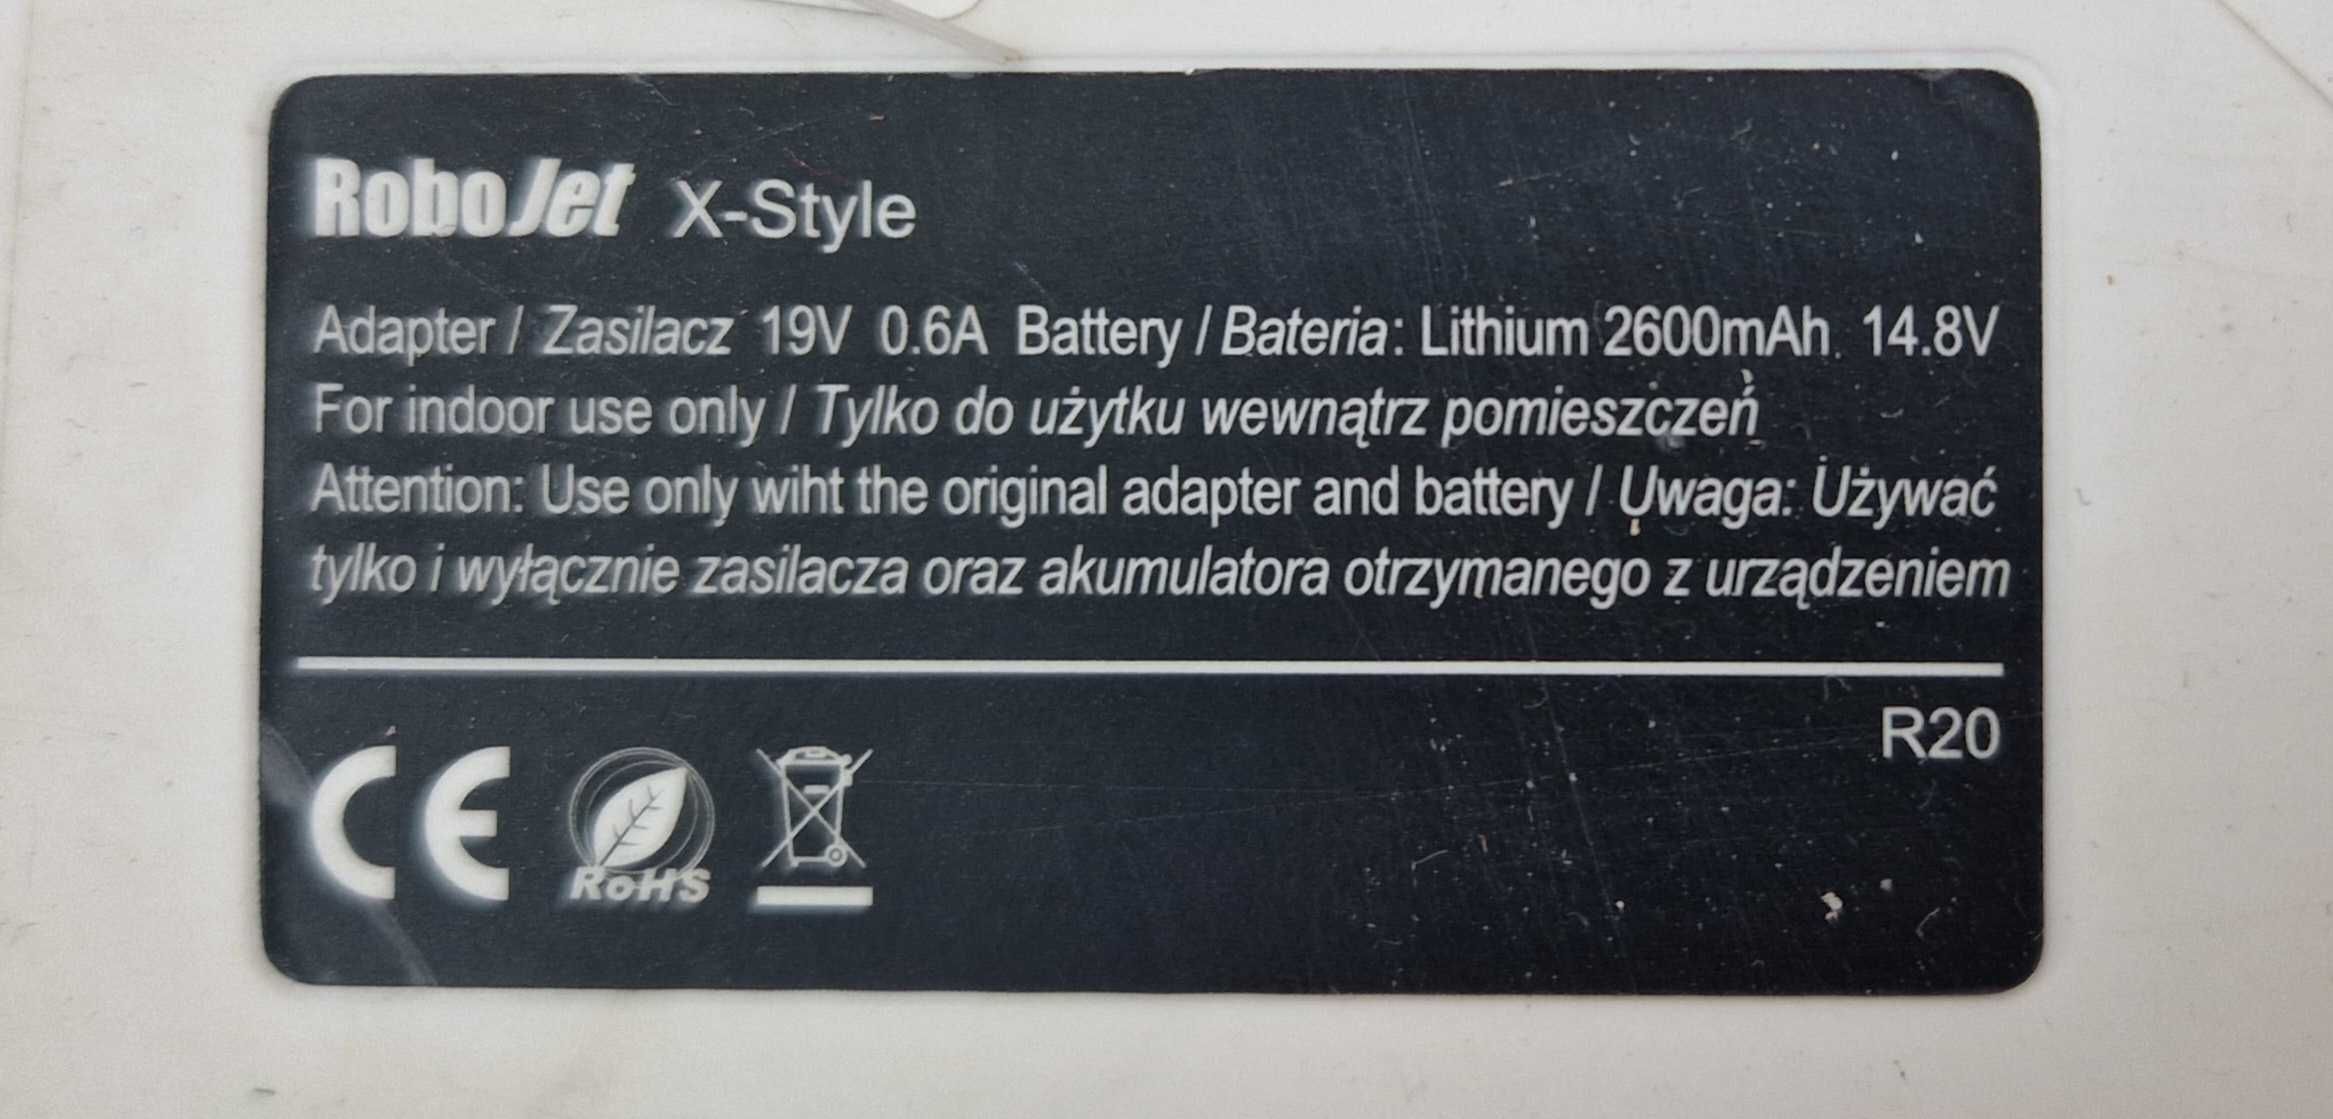 RoboJet X-Style
Adapter / Zasilacz 19V 0.6A Battery / Bateria: Lithium 2600mAh 14.8V
For indoor use only / Tylko do użytku wewnątrz pomieszczeń
Attention: Use only wiht the original adapter and battery / Uwaga: Używać
tylko i wyłącznie zasilacza oraz akumulatora otrzymanego z urządzeniem
R20
CE RoHS